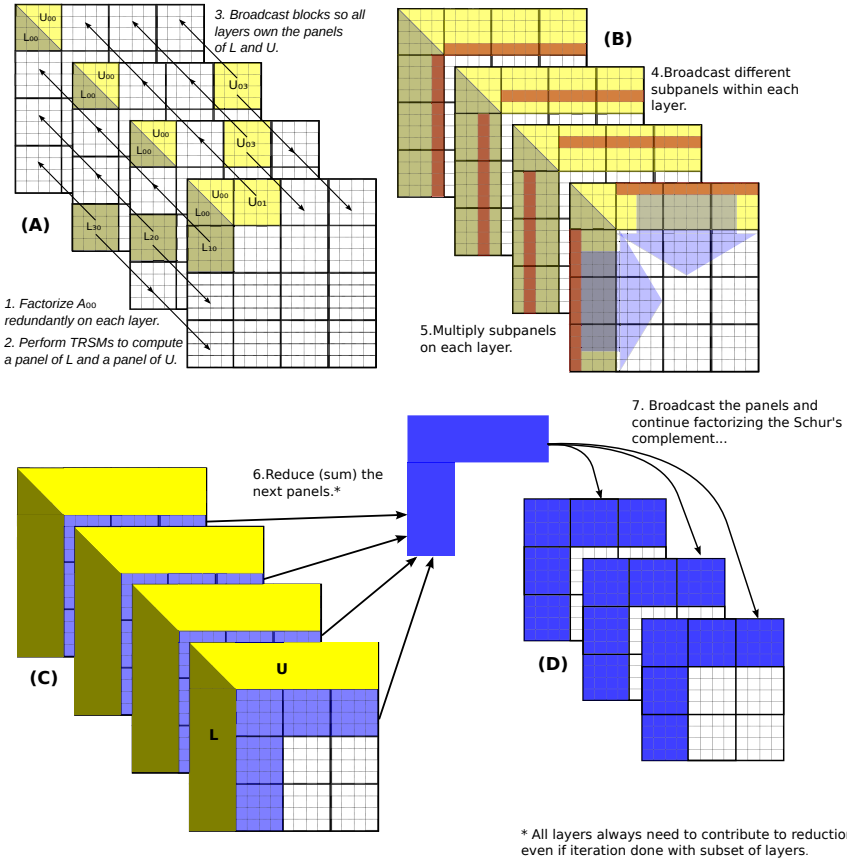 3. Broadcast blocks so all
layers own the panels
of L and U.
U₀₀
L₀₀
U₀₀
L₀₀
U₀₃
U₀₀
L₀₀
U₀₃
U₀₀
L₀₀
U₀₁
L₃₀
L₂₀
L₁₀
(A)
1. Factorize A₀₀
redundantly on each layer.
2. Perform TRSMs to compute
a panel of L and a panel of U.
(B)
4.Broadcast different
subpanels within each
layer.
5.Multiply subpanels
on each layer.
6.Reduce (sum) the
next panels.*
7. Broadcast the panels and
continue factorizing the Schur's
complement...
(C)
U
L
(D)
* All layers always need to contribute to reduction
even if iteration done with subset of layers.